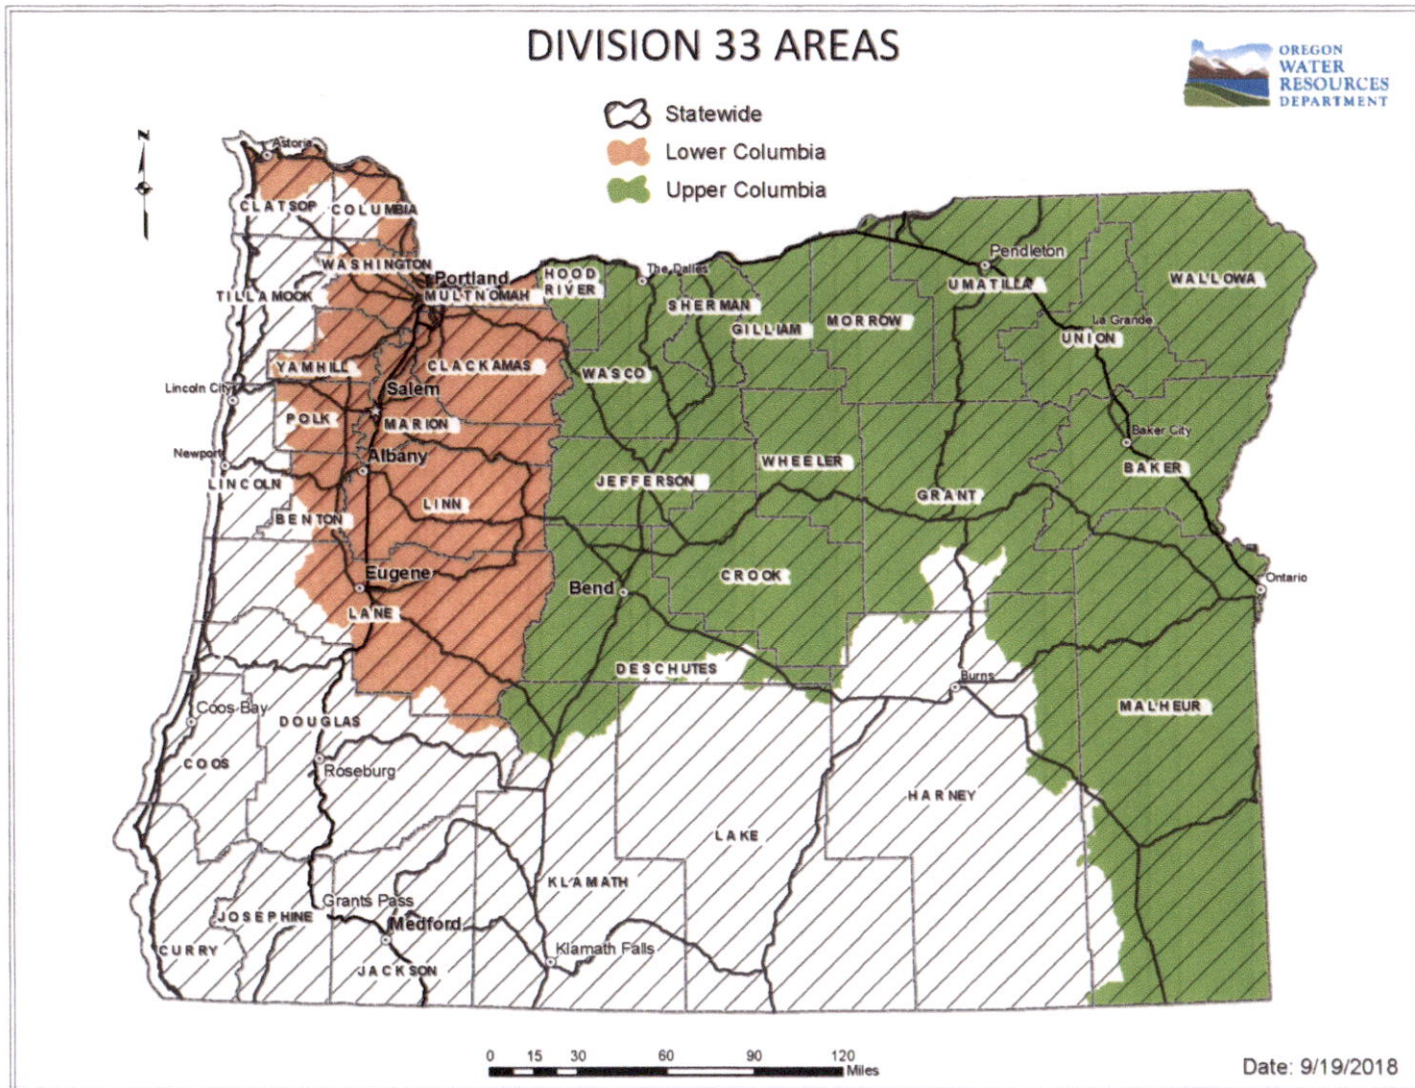 DIVISION 33 AREAS
OREGON
WATER
RESOURCES
DEPARTMENT
Statewide
Lower Columbia
Upper Columbia
N
Astoria
CLATSOP
COLUMBIA
WASHINGTON
Portland
MULTNOMAH
HOOD
RIVER
The Dalles
Pendleton
UMATILLA
WALLOWA
TILLAMOOK
SHERMAN
GILLIAM
MORROW
La Grande
UNION
YAMHILL
CLACKAMAS
WASCO
Lincoln City
Salem
POLK
MARION
Baker City
Newport
Albany
WHEELER
BAKER
LINCOLN
JEFFERSON
LINN
GRANT
BENTON
Eugene
CROOK
Bend
Ontario
LANE
DESCHUTES
Burns
MALHEUR
Coos Bay
DOUGLAS
COOS
Roseburg
HARNEY
LAKE
KLAMATH
Grants Pass
JOSEPHINE
Medford
CURRY
Klamath Falls
JACKSON
0 15 30 60 90 120
Miles
Date: 9/19/2018